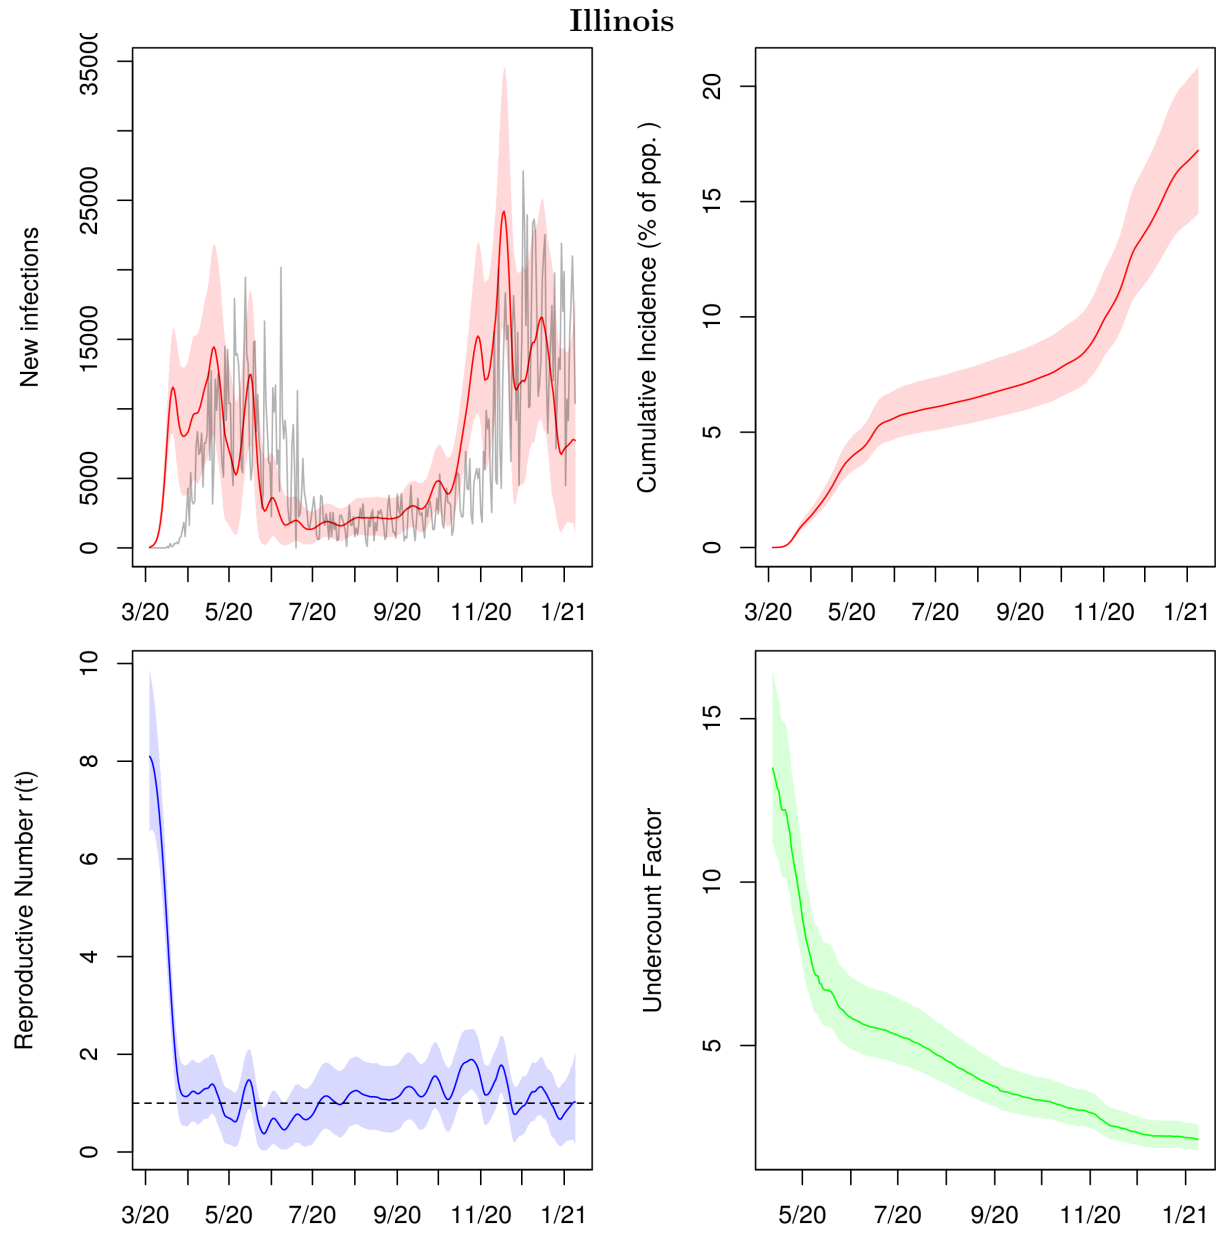 Illinois
New infections
0
5000
15000
25000
3500
3/20 5/20 7/20 9/20 11/20 1/21
Cumulative Incidence (% of pop. )
0
5
10
15
20
3/20 5/20 7/20 9/20 11/20 1/21
Reproductive Number r(t)
0
2
4
6
8
10
3/20 5/20 7/20 9/20 11/20 1/21
Undercount Factor
5
10
15
5/20 7/20 9/20 11/20 1/21